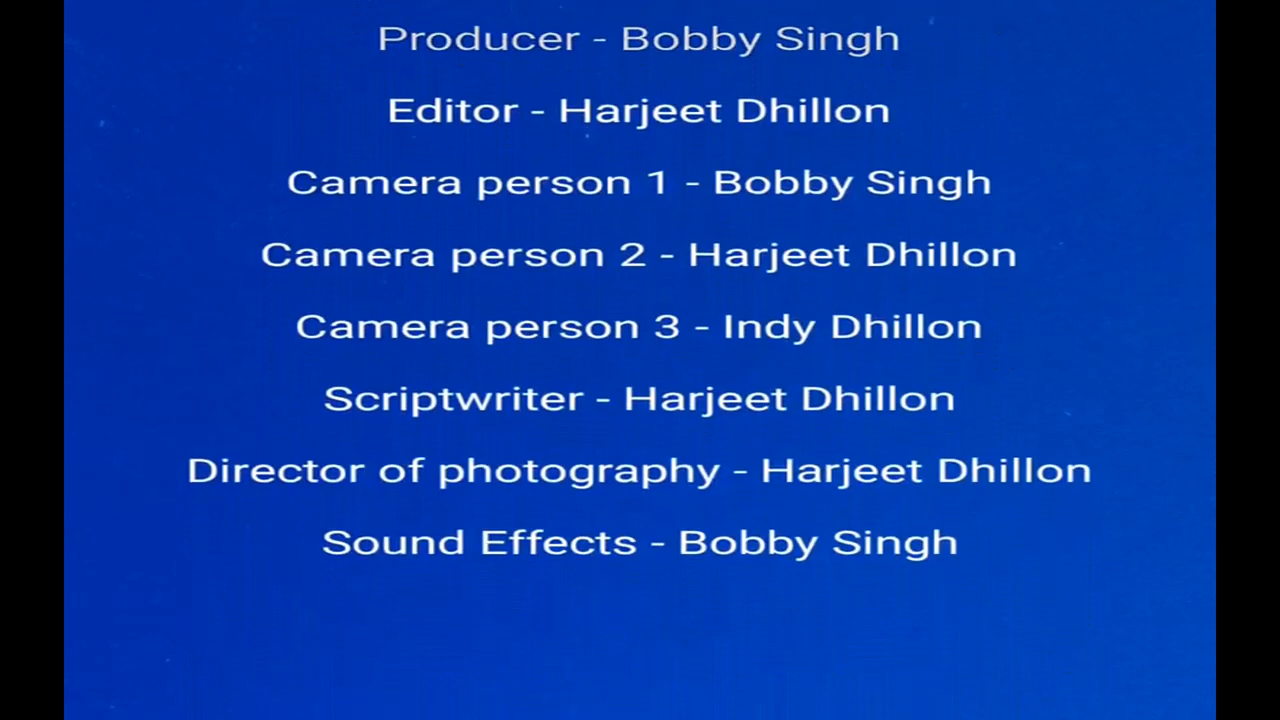 Producer - Bobby Singh
Editor - Harjeet Dhillon
Camera person 1 - Bobby Singh
Camera person 2 - Harjeet Dhillon
Camera person 3 - Indy Dhillon
Scriptwriter - Harjeet Dhillon
Director of photography - Harjeet Dhillon
Sound Effects - Bobby Singh